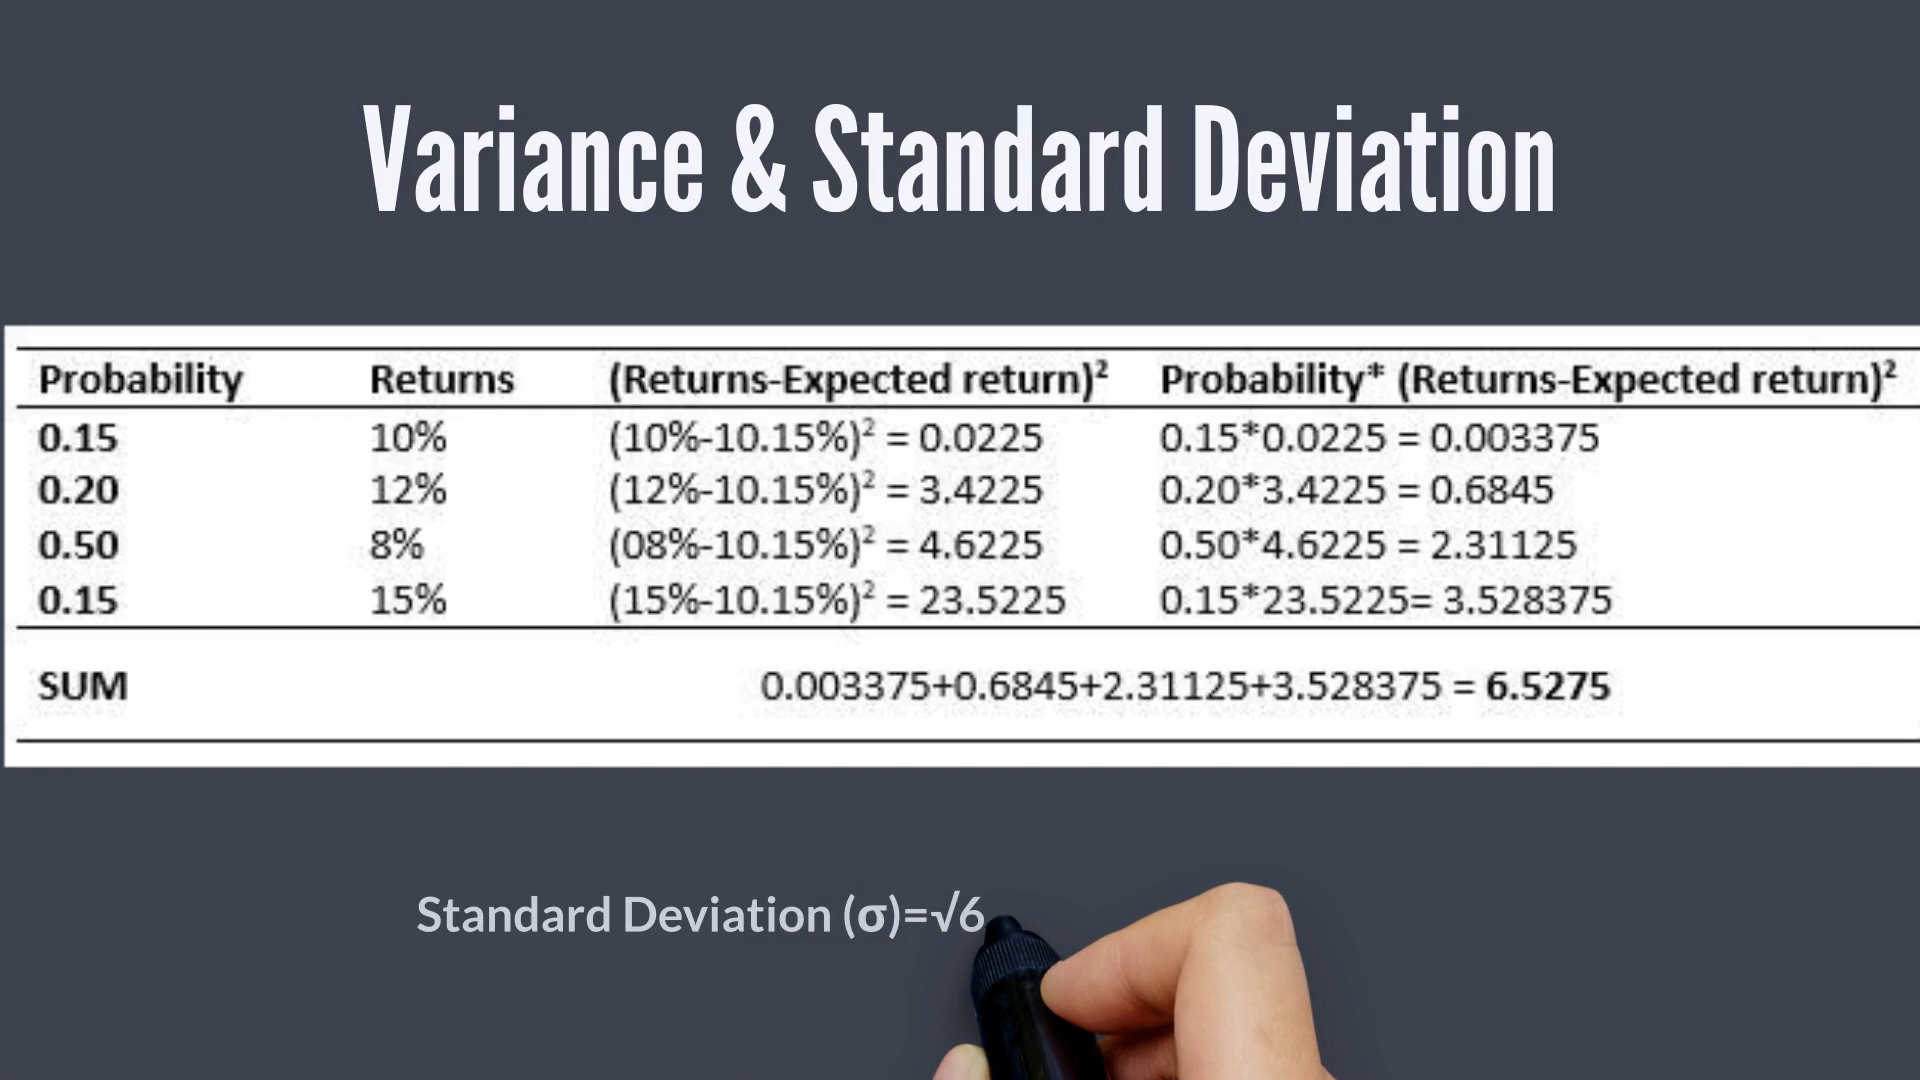 Variance & Standard Deviation
Probability Returns (Returns-Expected return)² Probability* (Returns-Expected return)²
0.15 10% (10%-10.15%)² = 0.0225 0.15*0.0225 = 0.003375
0.20 12% (12%-10.15%)² = 3.4225 0.20*3.4225 = 0.6845
0.50 8% (08%-10.15%)² = 4.6225 0.50*4.6225 = 2.31125
0.15 15% (15%-10.15%)² = 23.5225 0.15*23.5225= 3.528375
SUM 0.003375+0.6845+2.31125+3.528375 = 6.5275
Standard Deviation (σ)=√6